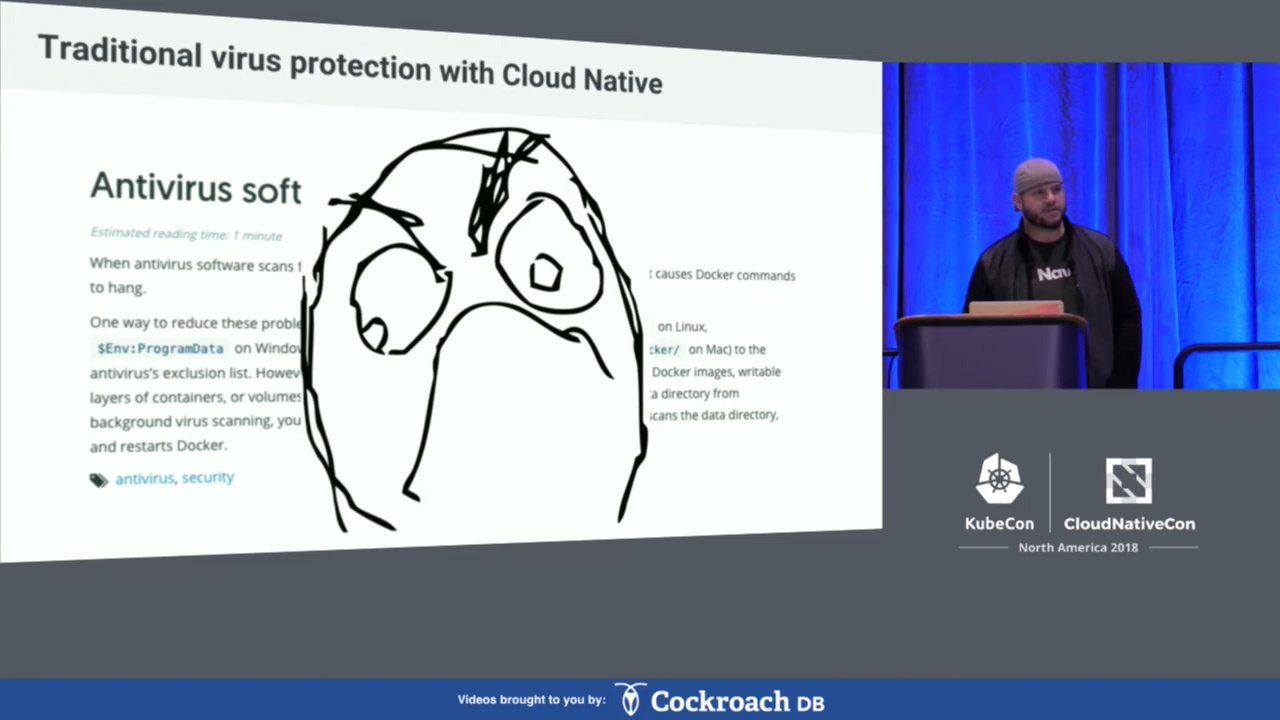 Traditional virus protection with Cloud Native
Antivirus soft
Estimated reading time: 1 minute
When antivirus software scans t causes Docker commands
to hang.
One way to reduce these proble on Linux,
$Env:ProgramData on Windo cker/ on Mac) to the
antivirus's exclusion list. Howev Docker images, writable
layers of containers, or volumes a directory from
background virus scanning, you scans the data directory,
and restarts Docker.
antivirus, security
Nav
KubeCon
CloudNativeCon
North America 2018
Videos brought to you by:
Cockroach DB